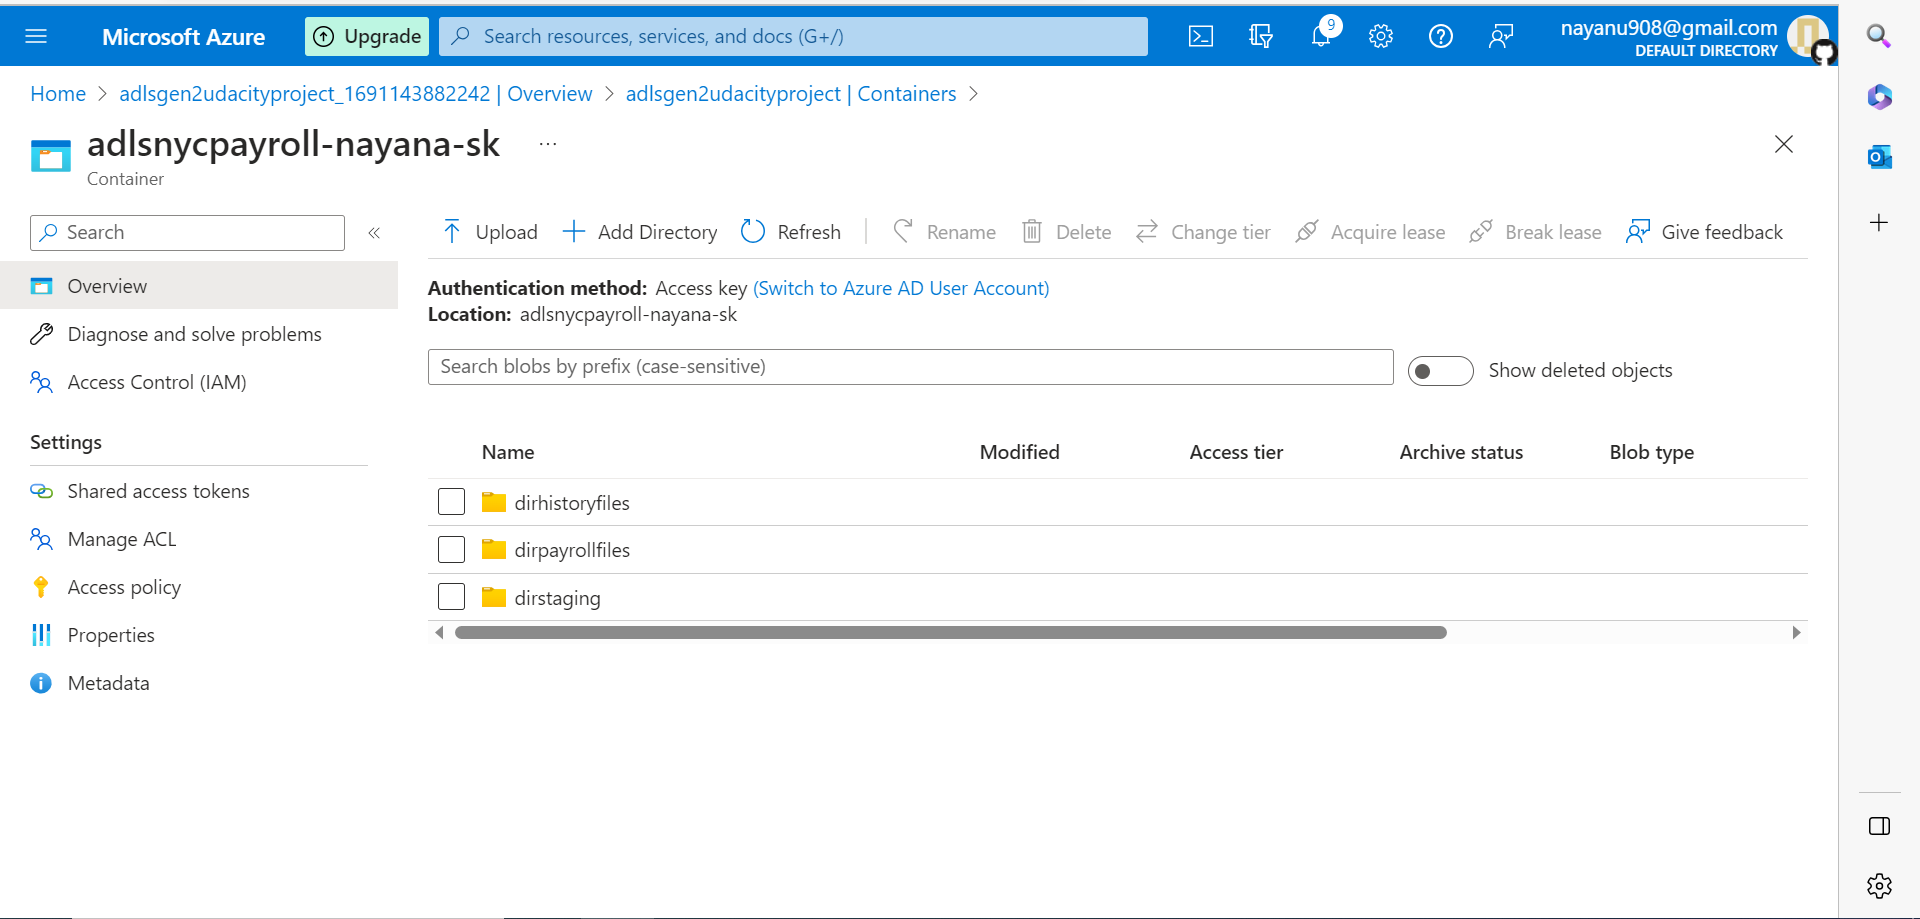 Microsoft Azure
Upgrade
Search resources, services, and docs (G+/)
9
nayanu908@gmail.com
DEFAULT DIRECTORY
Home > adlsgen2udacityproject_1691143882242 | Overview > adlsgen2udacityproject | Containers >
adlsnycpayroll-nayana-sk ...
Container
Search
«
Overview
Diagnose and solve problems
Access Control (IAM)
Settings
Shared access tokens
Manage ACL
Access policy
Properties
Metadata
Upload Add Directory Refresh Rename Delete Change tier Acquire lease Break lease Give feedback
Authentication method: Access key (Switch to Azure AD User Account)
Location: adlsnycpayroll-nayana-sk
Search blobs by prefix (case-sensitive)
Show deleted objects
Name Modified Access tier Archive status Blob type
dirhistoryfiles
dirpayrollfiles
dirstaging